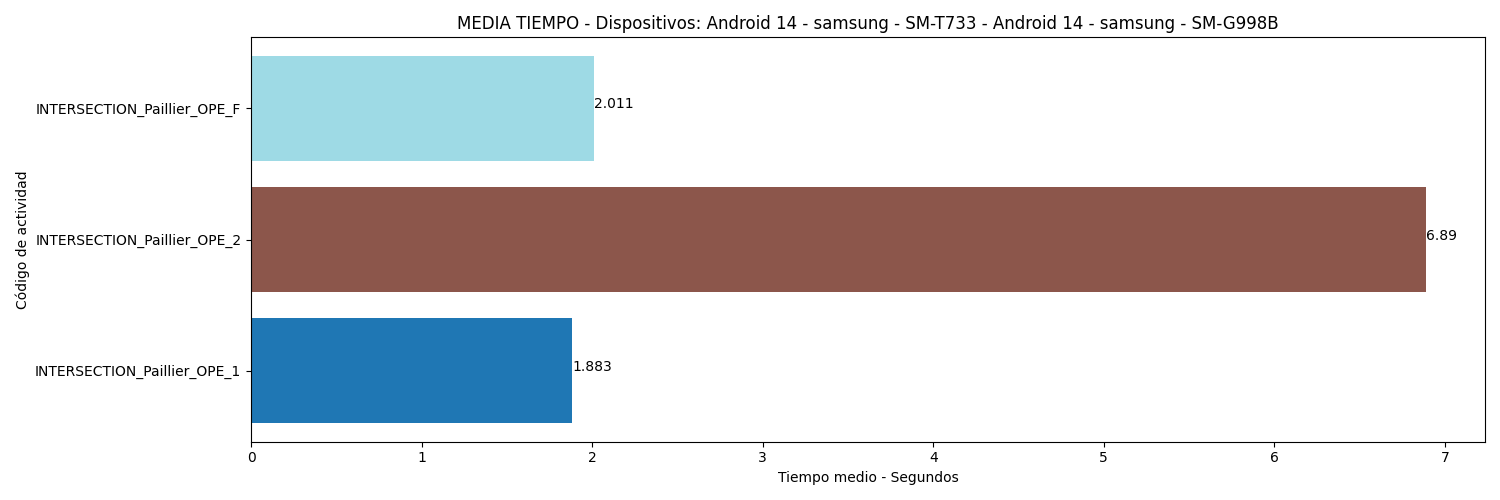 MEDIA TIEMPO - Dispositivos: Android 14 - samsung - SM-T733 - Android 14 - samsung - SM-G998B
Código de actividad
INTERSECTION_Paillier_OPE_F
2.011
INTERSECTION_Paillier_OPE_2
6.89
INTERSECTION_Paillier_OPE_1
1.883
0 1 2 3 4 5 6 7
Tiempo medio - Segundos